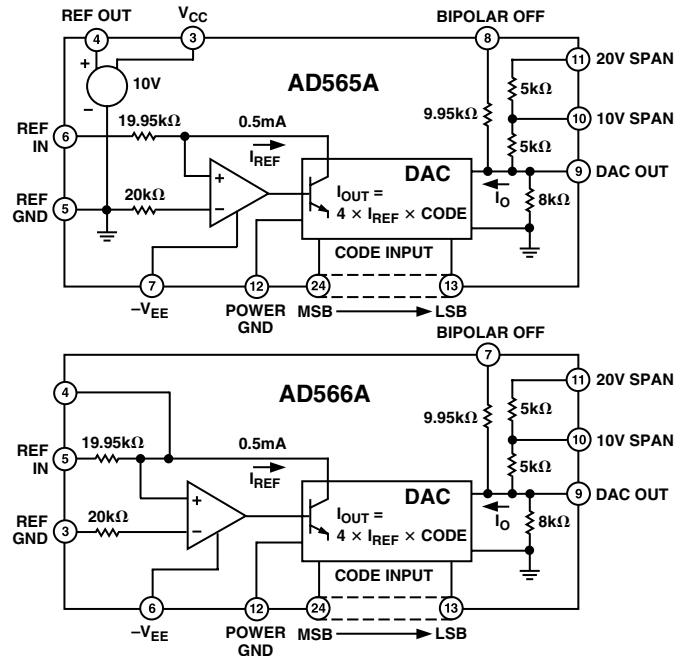 REF OUT
VCC
BIPOLAR OFF
4
3
8
+
10V
–
AD565A
11
20V SPAN
5kΩ
9.95kΩ
10
10V SPAN
5kΩ
REF IN
6
19.95kΩ
0.5mA
IREF
+
–
DAC
IOUT =
4 × IREF × CODE
9
DAC OUT
IO
8kΩ
REF GND
5
20kΩ
CODE INPUT
7
12
24
13
–VEE
POWER GND
MSB
LSB
BIPOLAR OFF
7
4
AD566A
11
20V SPAN
5kΩ
9.95kΩ
10
10V SPAN
5kΩ
REF IN
5
19.95kΩ
0.5mA
IREF
+
–
DAC
IOUT =
4 × IREF × CODE
9
DAC OUT
IO
8kΩ
REF GND
3
20kΩ
CODE INPUT
6
12
24
13
–VEE
POWER GND
MSB
LSB